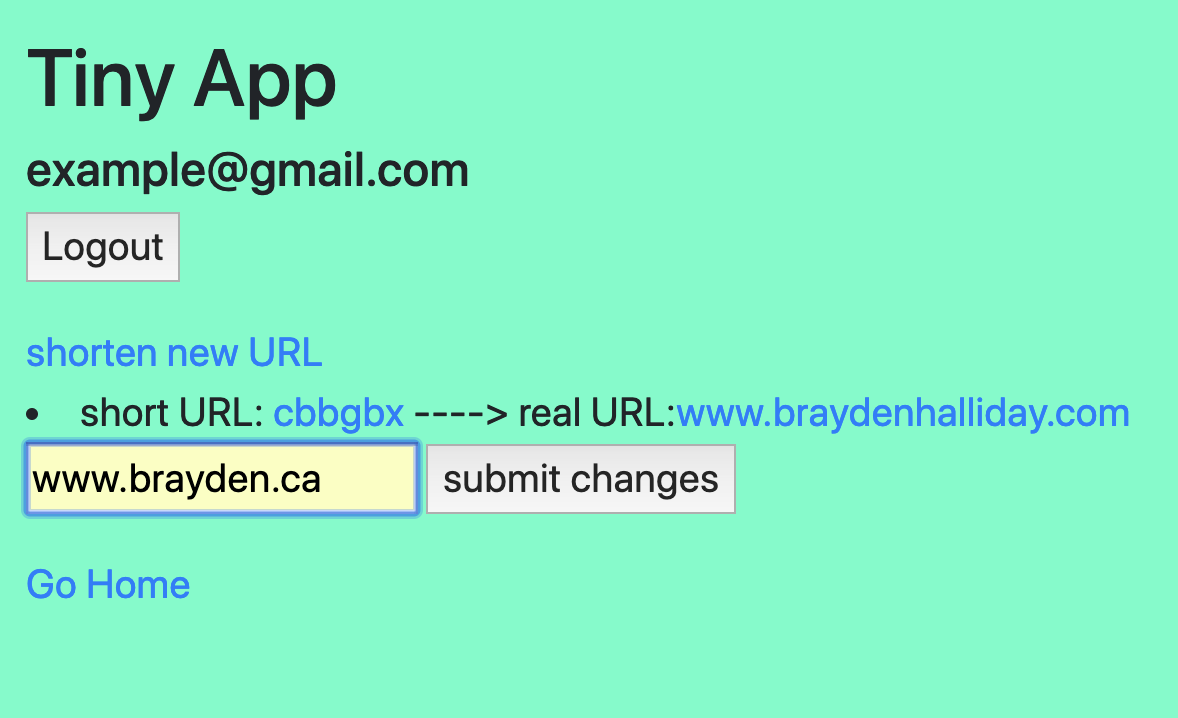 Tiny App
example@gmail.com
Logout
shorten new URL
• short URL: cbbgbx ----> real URL:www.braydenhalliday.com
www.brayden.ca submit changes
Go Home